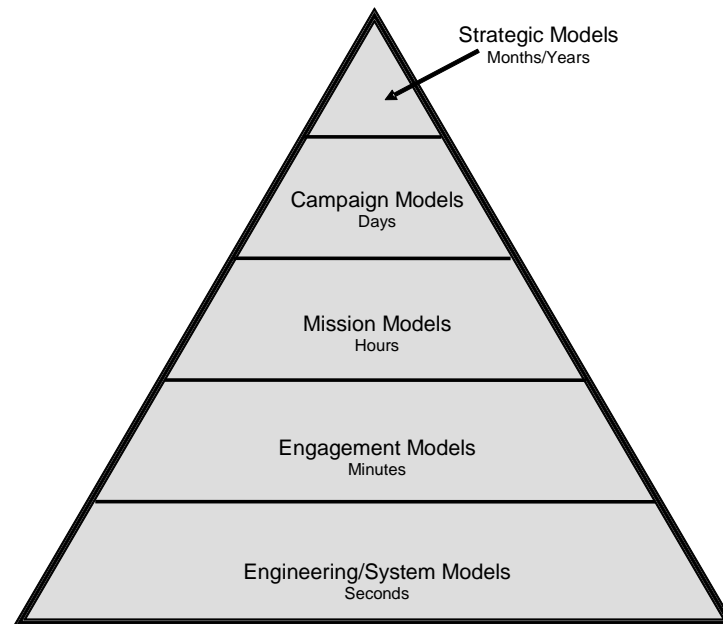 Strategic Models
Months/Years
Campaign Models
Days
Mission Models
Hours
Engagement Models
Minutes
Engineering/System Models
Seconds